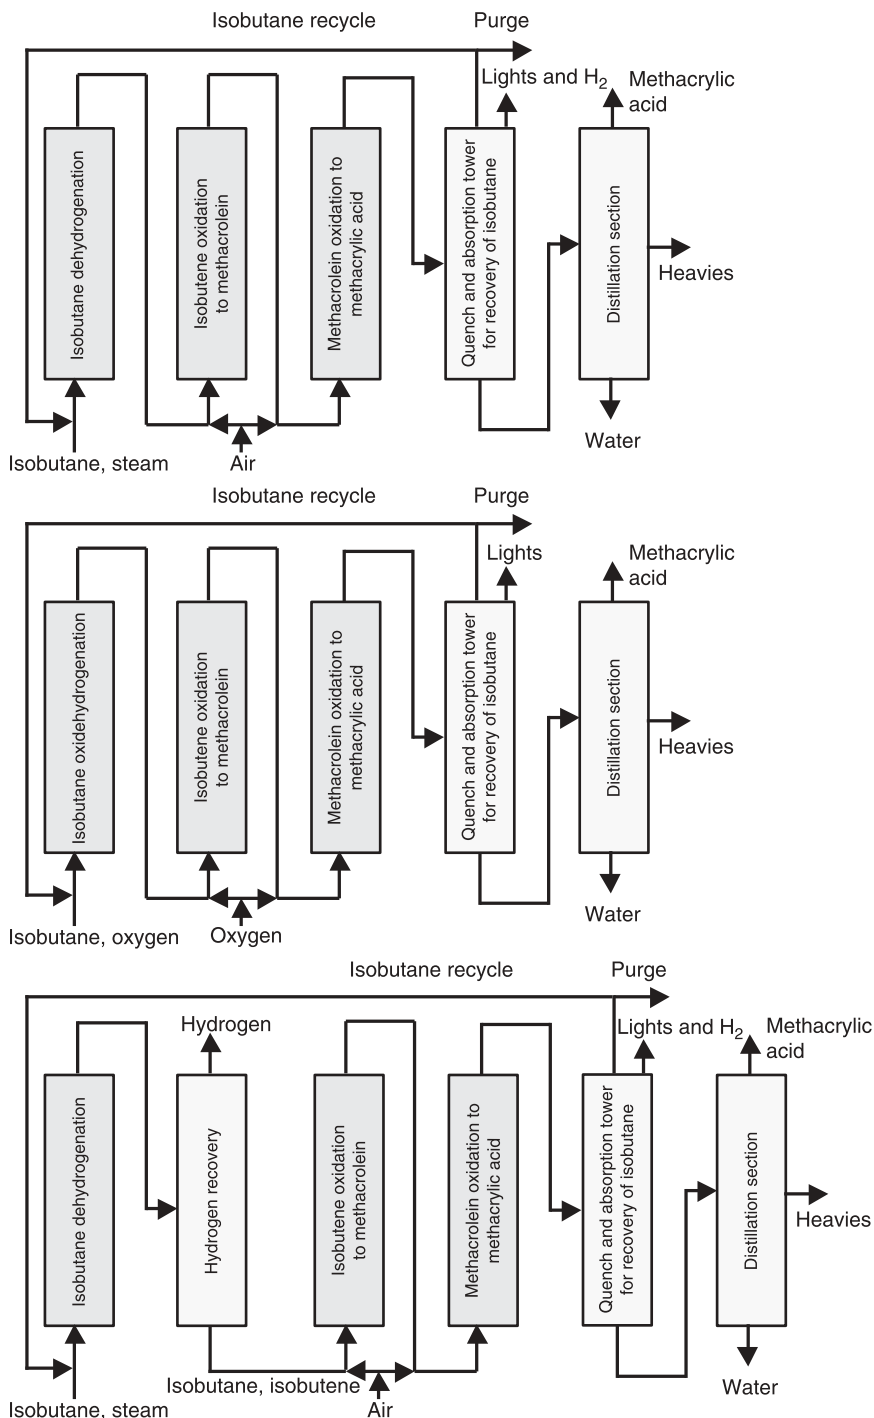 Isobutane recycle
Purge
Lights and H2
Methacrylic
acid
Isobutane dehydrogenation
Isobutene oxidation
to methacrolein
Methacrolein oxidation to
methacrylic acid
Quench and absorption tower
for recovery of isobutane
Distillation section
Heavies
Water
Isobutane, steam
Air
Isobutane recycle
Purge
Lights
Methacrylic
acid
Isobutane oxidehydrogenation
Isobutene oxidation
to methacrolein
Methacrolein oxidation to
methacrylic acid
Quench and absorption tower
for recovery of isobutane
Distillation section
Heavies
Water
Isobutane, oxygen
Oxygen
Isobutane recycle
Purge
Hydrogen
Lights and H2
Methacrylic
acid
Isobutane dehydrogenation
Hydrogen recovery
Isobutene oxidation
to methacrolein
Methacrolein oxidation to
methacrylic acid
Quench and absorption tower
for recovery of isobutane
Distillation section
Heavies
Water
Isobutane, isobutene
Isobutane, steam
Air